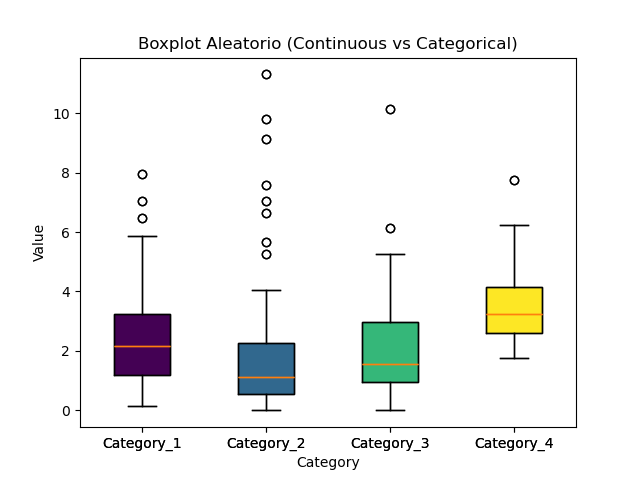 Boxplot Aleatorio (Continuous vs Categorical)
10
8
6
4
2
0
Value
Category_1 Category_2 Category_3 Category_4
Category